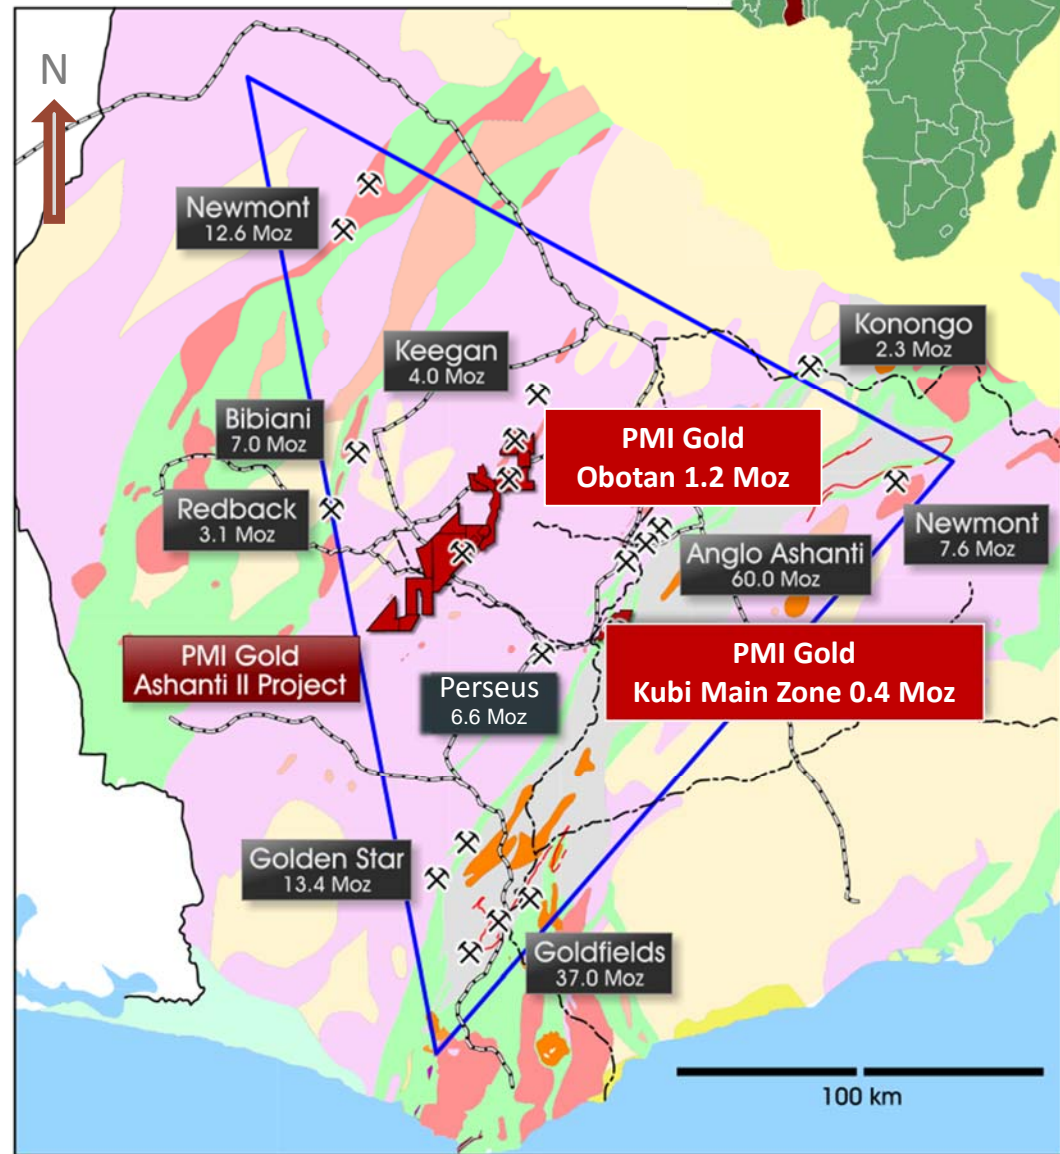 N
Newmont
12.6 Moz
Konongo
2.3 Moz
Keegan
4.0 Moz
Bibiani
7.0 Moz
PMI Gold
Obotan 1.2 Moz
Redback
3.1 Moz
Newmont
7.6 Moz
Anglo Ashanti
60.0 Moz
PMI Gold
Ashanti II Project
PMI Gold
Kubi Main Zone 0.4 Moz
Perseus
6.6 Moz
Golden Star
13.4 Moz
Goldfields
37.0 Moz
100 km